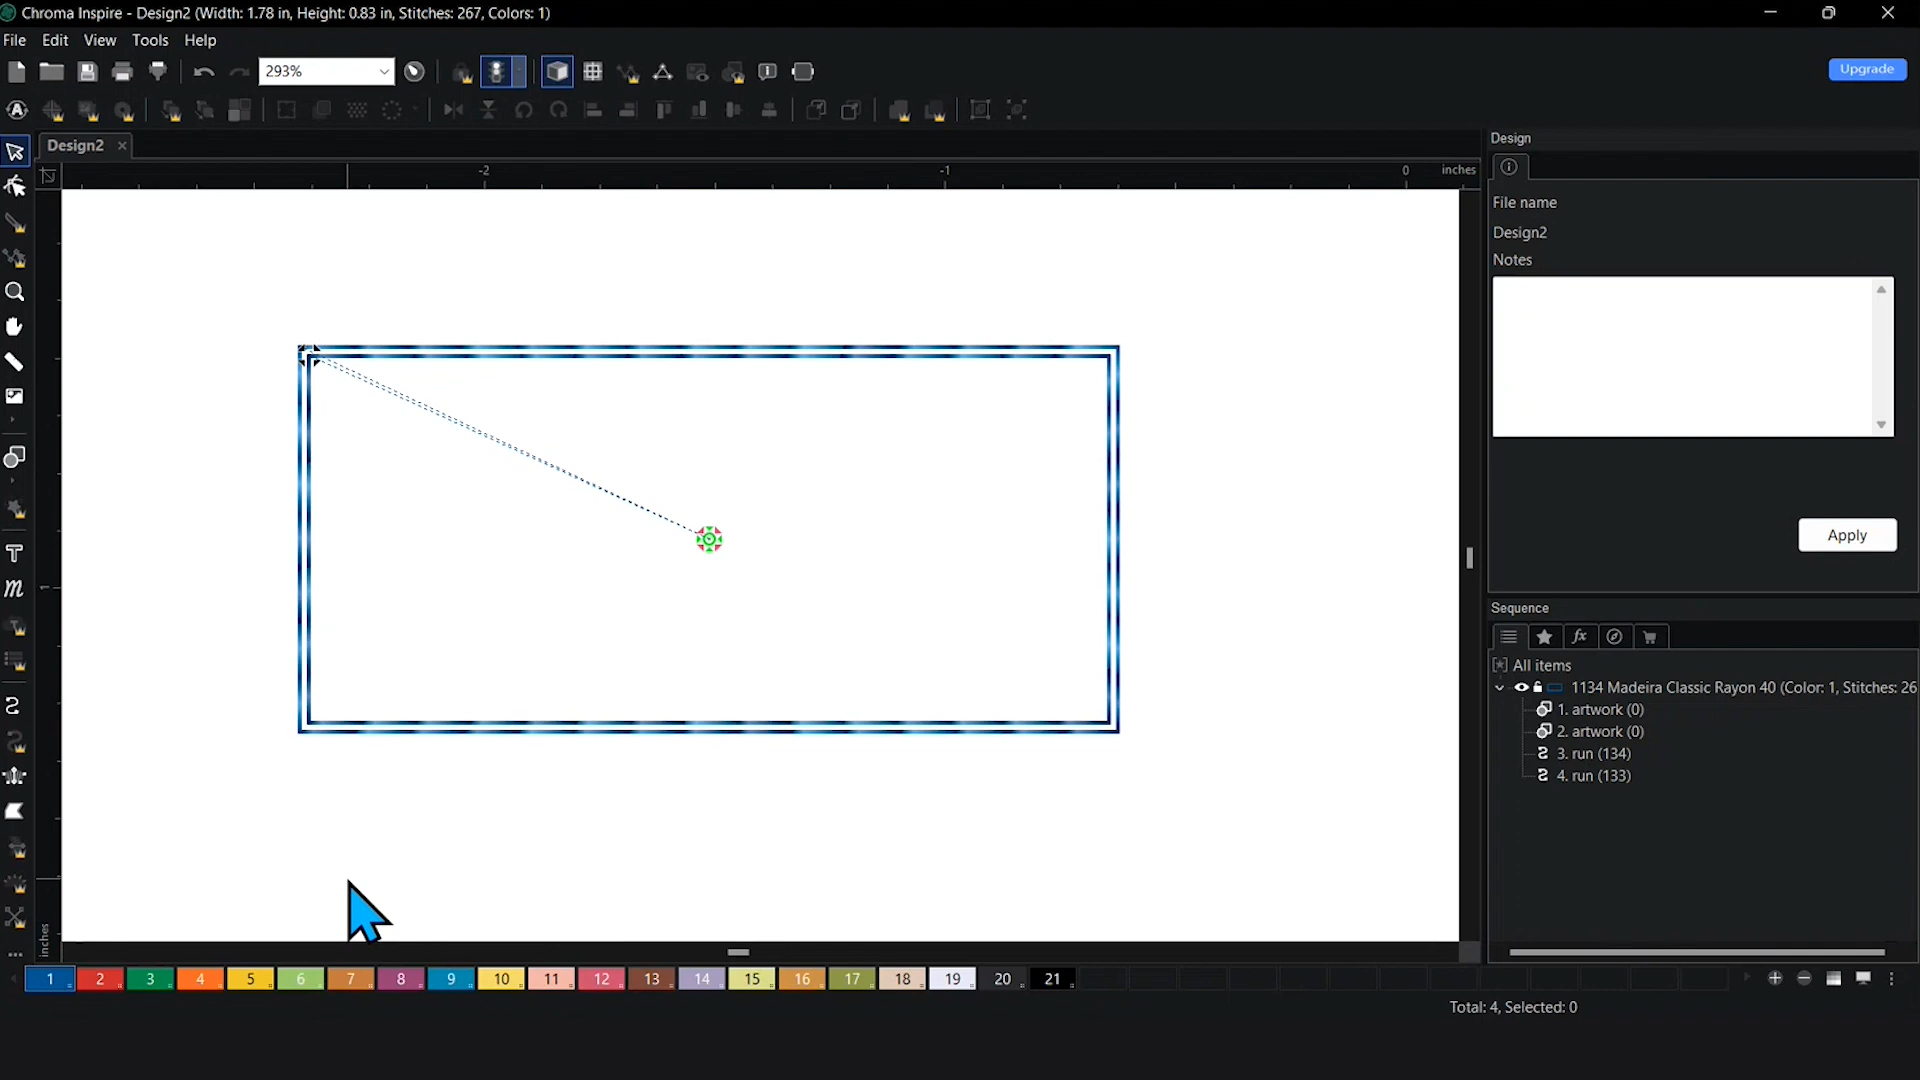 Chroma Inspire - Design2 (Width: 1.78 in, Height: 0.83 in, Stitches: 267, Colors: 1)
File Edit View Tools Help
293%
Upgrade
Design2
-2 -1 0 inches
1
inches
Design
File name
Design2
Notes
Apply
Sequence
fx
All items
1134 Madeira Classic Rayon 40 (Color: 1, Stitches: 26
1. artwork (0)
2. artwork (0)
3. run (134)
4. run (133)
1 2 3 4 5 6 7 8 9 10 11 12 13 14 15 16 17 18 19 20 21
Total: 4, Selected: 0